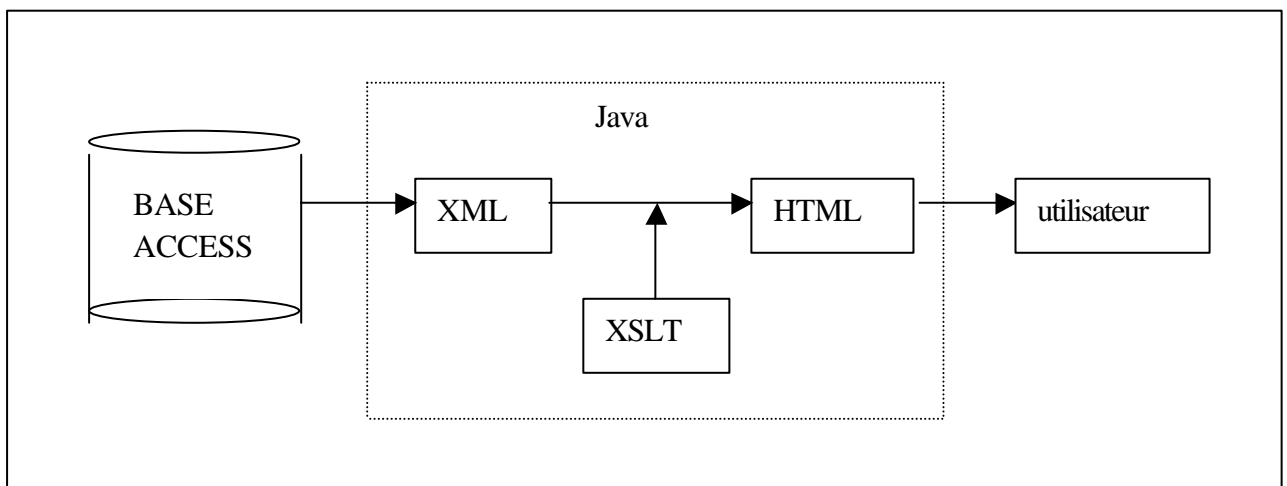 Java
BASE
ACCESS
XML
HTML
utilisateur
XSLT